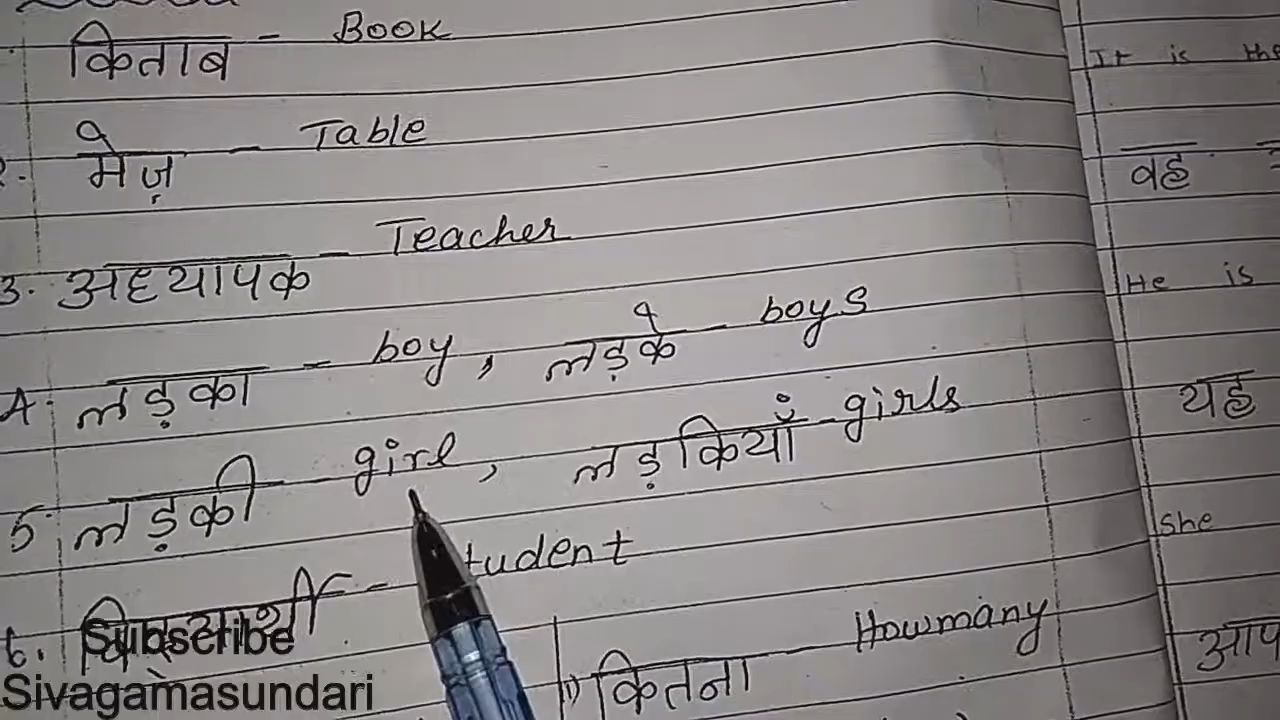 किताब - Book
मेज़ - Table
3. अध्यापक - Teacher
4. लड़का - boy, लड़के - boys
5. लड़की - girl, लड़कियाँ girls
6. विद्यार्थी - tudent
1) कितना - Howmany
It is the
वह
He is
यह
She
आप
Subscribe
Sivagamasundari